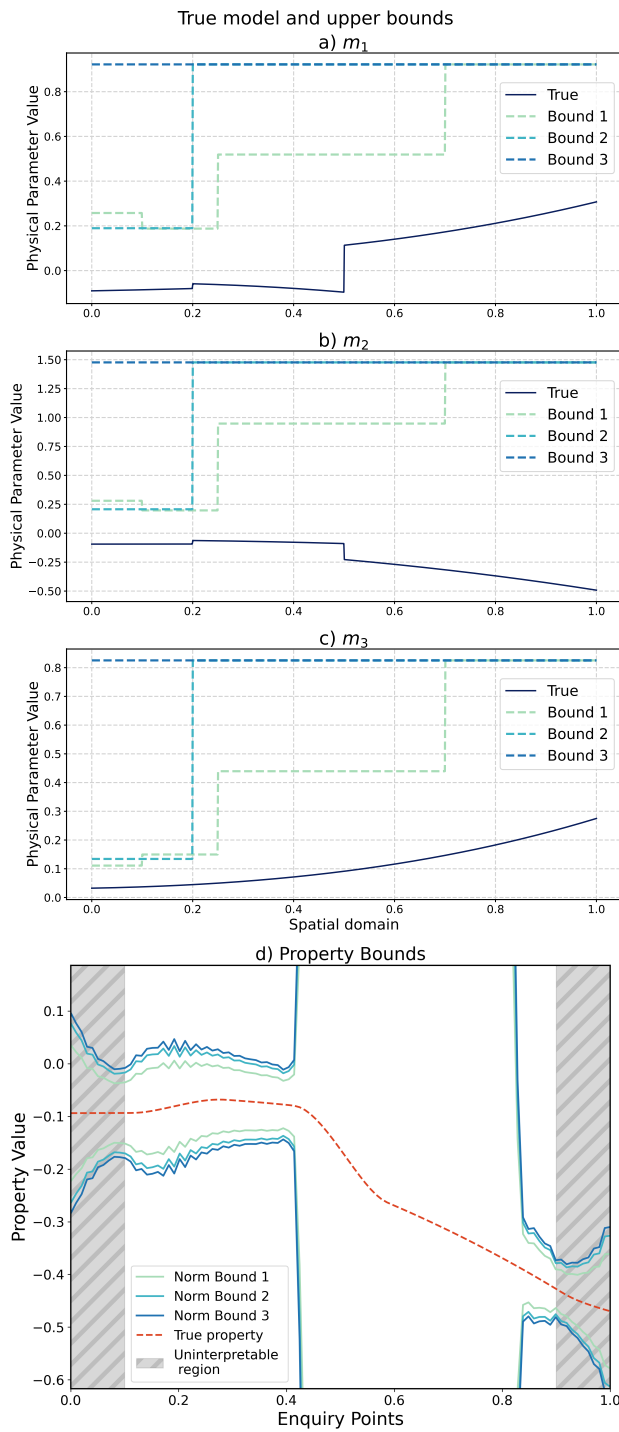 True model and upper bounds
a) m₁
Physical Parameter Value
0.8
0.6
0.4
0.2
0.0
True
Bound 1
Bound 2
Bound 3
0.0 0.2 0.4 0.6 0.8 1.0
b) m₂
Physical Parameter Value
1.50
1.25
1.00
0.75
0.50
0.25
0.00
−0.25
−0.50
True
Bound 1
Bound 2
Bound 3
0.0 0.2 0.4 0.6 0.8 1.0
c) m₃
Physical Parameter Value
0.8
0.7
0.6
0.5
0.4
0.3
0.2
0.1
0.0
True
Bound 1
Bound 2
Bound 3
0.0 0.2 0.4 0.6 0.8 1.0
Spatial domain
d) Property Bounds
Property Value
0.1
0.0
−0.1
−0.2
−0.3
−0.4
−0.5
−0.6
Norm Bound 1
Norm Bound 2
Norm Bound 3
True property
Uninterpretable
region
0.0 0.2 0.4 0.6 0.8 1.0
Enquiry Points